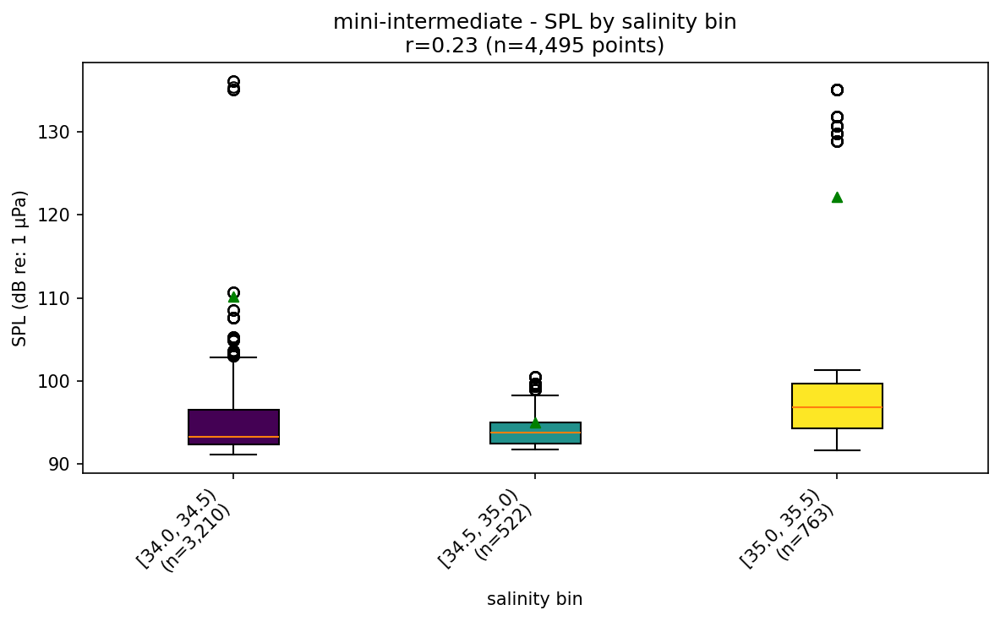 mini-intermediate - SPL by salinity bin
r=0.23 (n=4,495 points)
SPL (dB re: 1 µPa)
130
120
110
100
90
[34.0, 34.5)
(n=3,210)
[34.5, 35.0)
(n=522)
[35.0, 35.5)
(n=763)
salinity bin